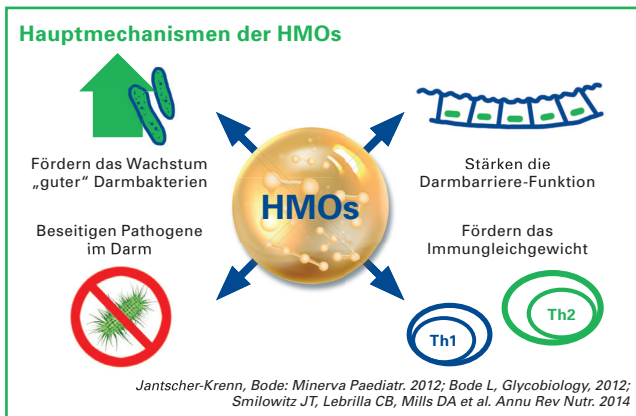 Hauptmechanismen der HMOs
Fördern das Wachstum
„guter“ Darmbakterien
Stärken die
Darmbarriere-Funktion
HMOs
Beseitigen Pathogene
im Darm
Fördern das
Immungleichgewicht
Th1
Th2
Jantscher-Krenn, Bode: Minerva Paediatr. 2012; Bode L, Glycobiology, 2012;
Smilowitz JT, Lebrilla CB, Mills DA et al. Annu Rev Nutr. 2014